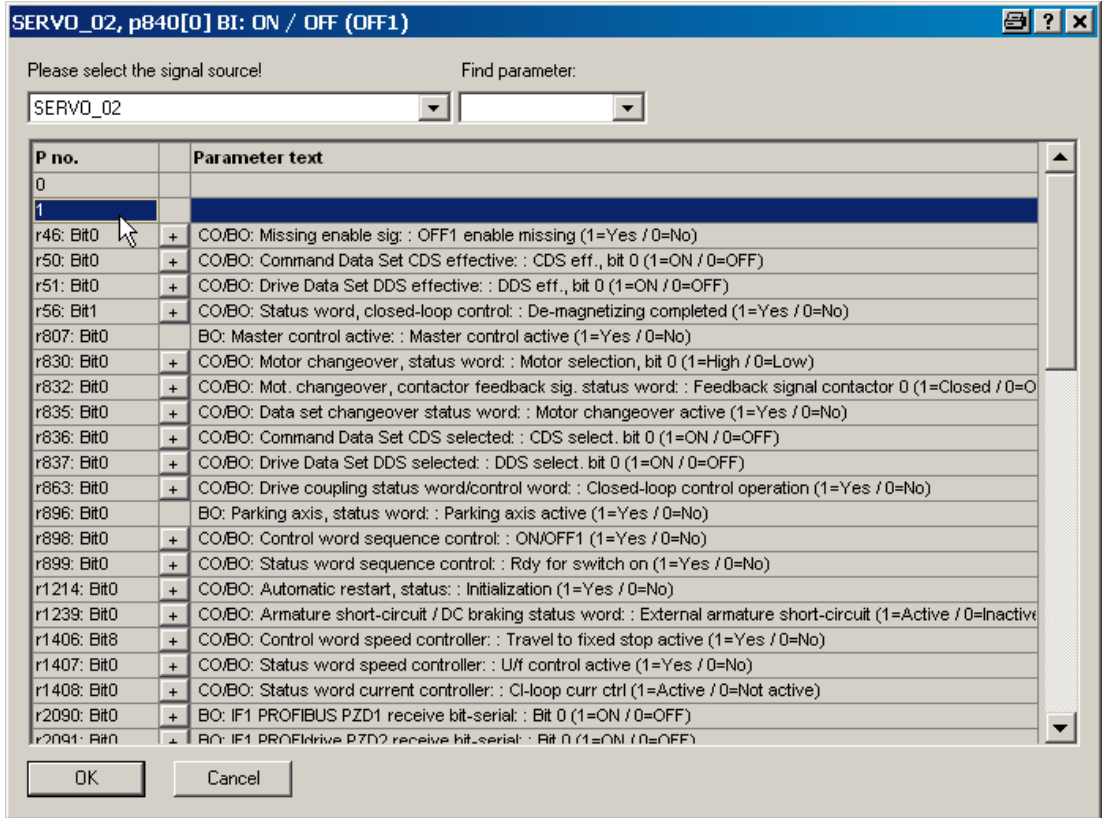 SERVO_02, p840[0] BI: ON / OFF (OFF1)
Please select the signal source! Find parameter:
SERVO_02
P no. Parameter text
0
1
r46: Bit0 + CO/BO: Missing enable sig: : OFF1 enable missing (1=Yes / 0=No)
r50: Bit0 + CO/BO: Command Data Set CDS effective: : CDS eff., bit 0 (1=ON / 0=OFF)
r51: Bit0 + CO/BO: Drive Data Set DDS effective: : DDS eff., bit 0 (1=ON / 0=OFF)
r56: Bit1 + CO/BO: Status word, closed-loop control: : De-magnetizing completed (1=Yes / 0=No)
r807: Bit0 BO: Master control active: : Master control active (1=Yes / 0=No)
r830: Bit0 + CO/BO: Motor changeover, status word: : Motor selection, bit 0 (1=High / 0=Low)
r832: Bit0 + CO/BO: Mot. changeover, contactor feedback sig. status word: : Feedback signal contactor 0 (1=Closed / 0=O
r835: Bit0 + CO/BO: Data set changeover status word: : Motor changeover active (1=Yes / 0=No)
r836: Bit0 + CO/BO: Command Data Set CDS selected: : CDS select. bit 0 (1=ON / 0=OFF)
r837: Bit0 + CO/BO: Drive Data Set DDS selected: : DDS select. bit 0 (1=ON / 0=OFF)
r863: Bit0 + CO/BO: Drive coupling status word/control word: : Closed-loop control operation (1=Yes / 0=No)
r896: Bit0 BO: Parking axis, status word: : Parking axis active (1=Yes / 0=No)
r898: Bit0 + CO/BO: Control word sequence control: : ON/OFF1 (1=Yes / 0=No)
r899: Bit0 + CO/BO: Status word sequence control: : Rdy for switch on (1=Yes / 0=No)
r1214: Bit0 + CO/BO: Automatic restart, status: : Initialization (1=Yes / 0=No)
r1239: Bit0 + CO/BO: Armature short-circuit / DC braking status word: : External armature short-circuit (1=Active / 0=Inactive
r1406: Bit8 + CO/BO: Control word speed controller: : Travel to fixed stop active (1=Yes / 0=No)
r1407: Bit0 + CO/BO: Status word speed controller: : U/f control active (1=Yes / 0=No)
r1408: Bit0 + CO/BO: Status word current controller: : Cl-loop curr ctrl (1=Active / 0=Not active)
r2090: Bit0 + BO: IF1 PROFIBUS PZD1 receive bit-serial: : Bit 0 (1=ON / 0=OFF)
r2091: Bit0 + BO: IF1 PROFIdrive PZD2 receive bit-serial: : Bit 0 (1=ON / 0=OFF)
OK Cancel